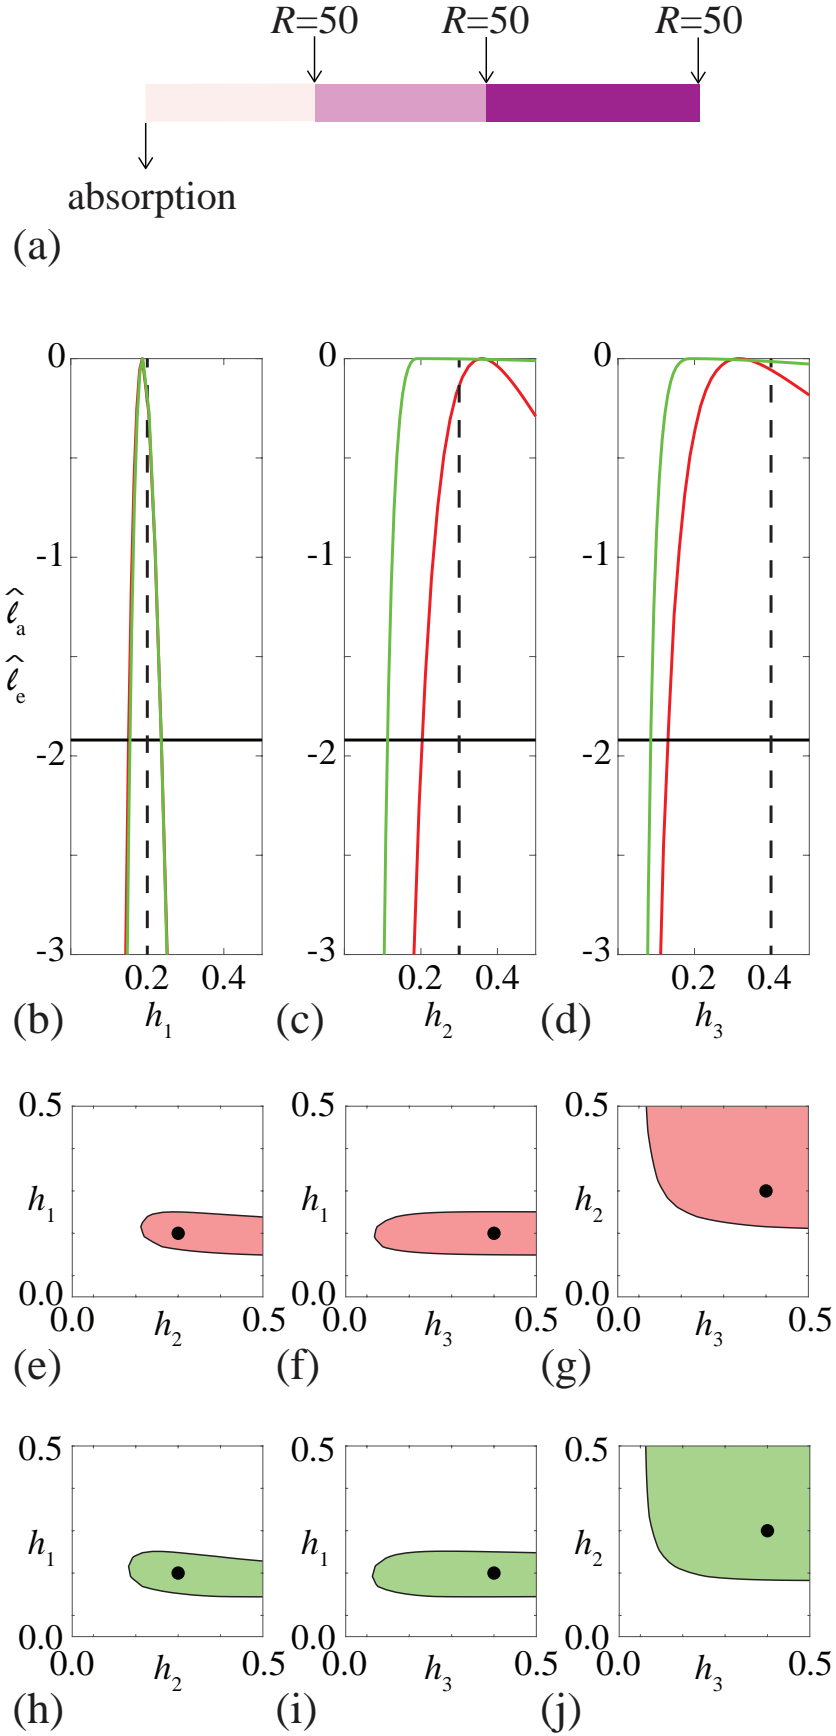 R=50 R=50 R=50
absorption
(a)
0 0 0
-1 -1 -1
ℓ̂a
ℓ̂e
-2 -2 -2
-3 -3 -3
0.2 0.4 0.2 0.4 0.2 0.4
(b) h1 (c) h2 (d) h3
0.5 0.5 0.5
h1 h1 h2
0.0 0.0 0.0
0.0 h2 0.5 0.0 h3 0.5 0.0 h3 0.5
(e) (f) (g)
0.5 0.5 0.5
h1 h1 h2
0.0 0.0 0.0
0.0 h2 0.5 0.0 h3 0.5 0.0 h3 0.5
(h) (i) (j)